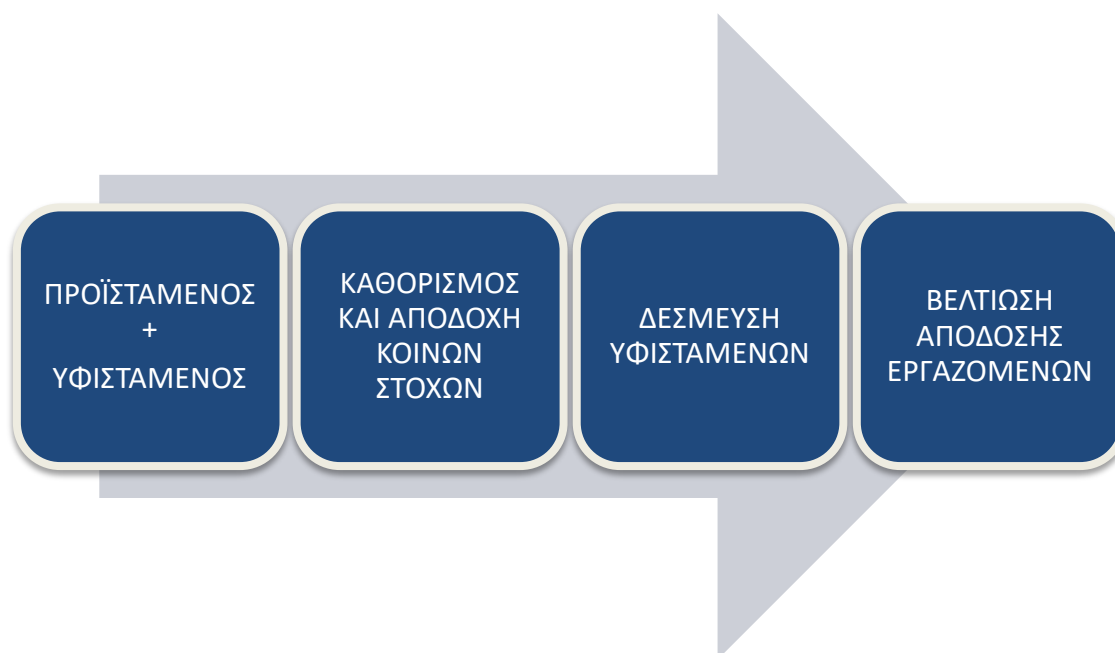 ΠΡΟΪΣΤΑΜΕΝΟΣ
+
ΥΦΙΣΤΑΜΕΝΟΣ
ΚΑΘΟΡΙΣΜΟΣ
ΚΑΙ ΑΠΟΔΟΧΗ
ΚΟΙΝΩΝ
ΣΤΟΧΩΝ
ΔΕΣΜΕΥΣΗ
ΥΦΙΣΤΑΜΕΝΩΝ
ΒΕΛΤΙΩΣΗ
ΑΠΟΔΟΣΗΣ
ΕΡΓΑΖΟΜΕΝΩΝ